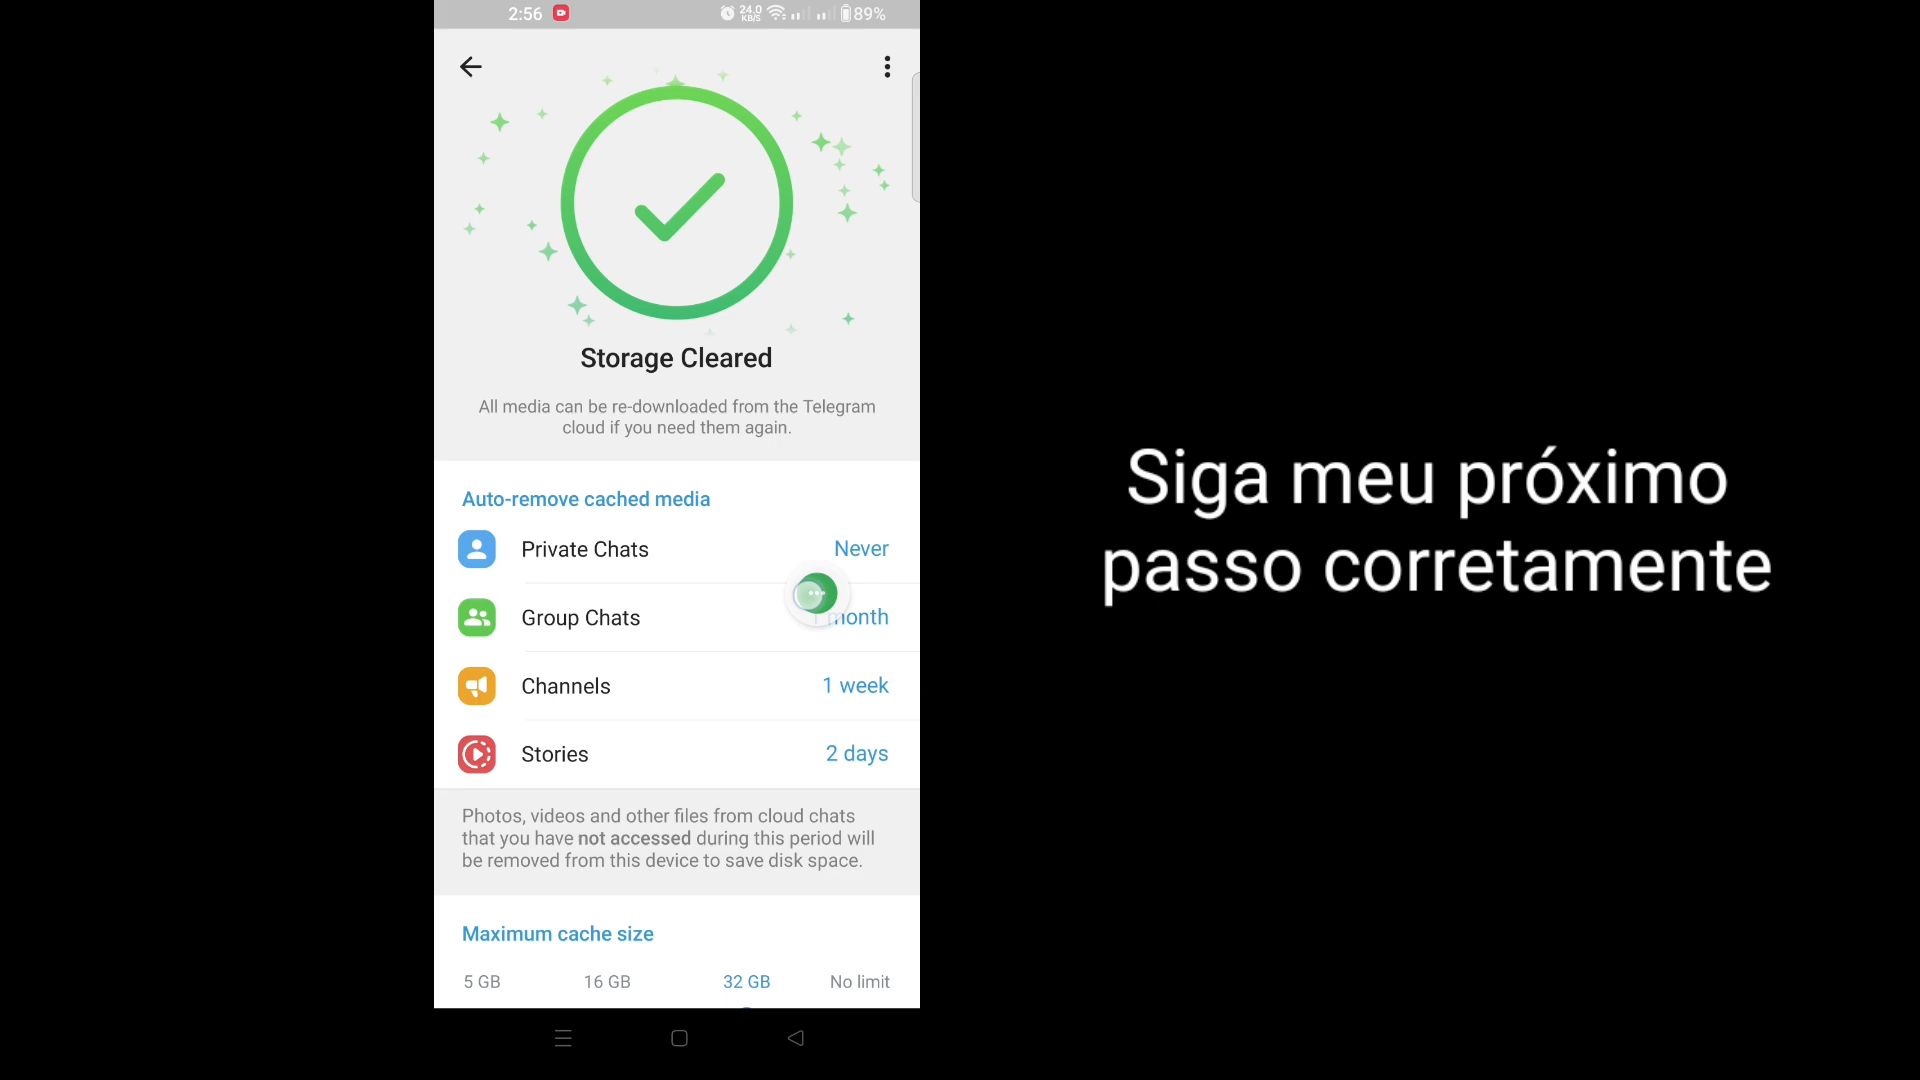 2:56
24.0
KB/S
89%
Storage Cleared
All media can be re-downloaded from the Telegram
cloud if you need them again.
Auto-remove cached media
Private Chats
Never
Group Chats
month
Channels
1 week
Stories
2 days
Photos, videos and other files from cloud chats
that you have not accessed during this period will
be removed from this device to save disk space.
Maximum cache size
5 GB
16 GB
32 GB
No limit
Siga meu próximo
passo corretamente